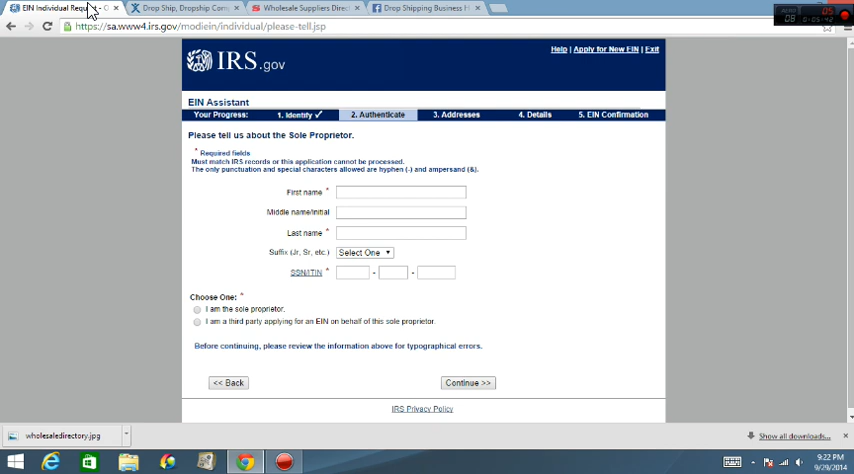 EIN Individual Requ
Drop Ship, Dropship Com
Wholesale Suppliers Direc
Drop Shipping Business H
https://sa.www4.irs.gov/modiein/individual/please-tell.jsp
05
08 0:05:42
Help | Apply for New EIN | Exit
IRS.gov
EIN Assistant
Your Progress: 1. Identify ✓ 2. Authenticate 3. Addresses 4. Details 5. EIN Confirmation
Please tell us about the Sole Proprietor.
* Required fields
Must match IRS records or this application cannot be processed.
The only punctuation and special characters allowed are hyphen (-) and ampersand (&).
First name *
Middle name/initial
Last name *
Suffix (Jr, Sr, etc.) Select One
SSN/ITIN * - -
Choose One: *
I am the sole proprietor.
I am a third party applying for an EIN on behalf of this sole proprietor.
Before continuing, please review the information above for typographical errors.
<< Back Continue >>
IRS Privacy Policy
wholesaledirectory.jpg
Show all downloads...
9:22 PM
9/29/2014